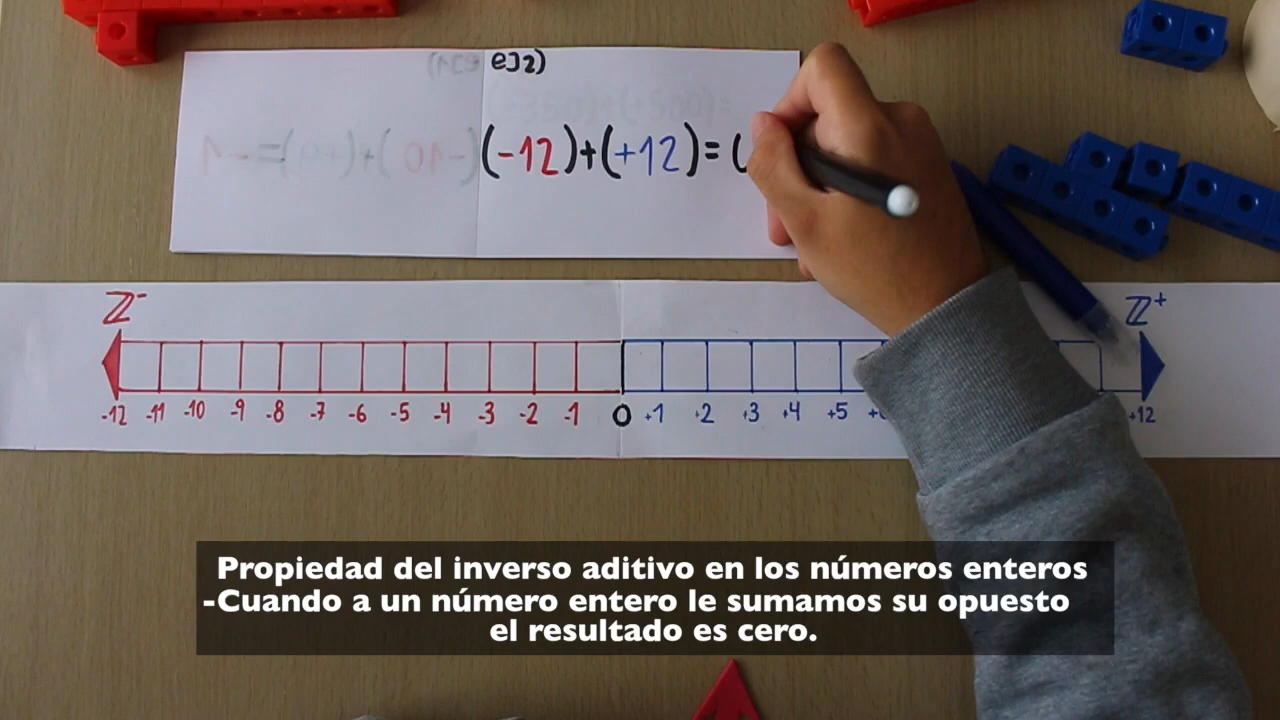 ej2)
(-12)+(+12)= (
Z⁻ Z⁺
-12 -11 -10 -9 -8 -7 -6 -5 -4 -3 -2 -1 0 +1 +2 +3 +4 +5 +12
Propiedad del inverso aditivo en los números enteros
-Cuando a un número entero le sumamos su opuesto
el resultado es cero.